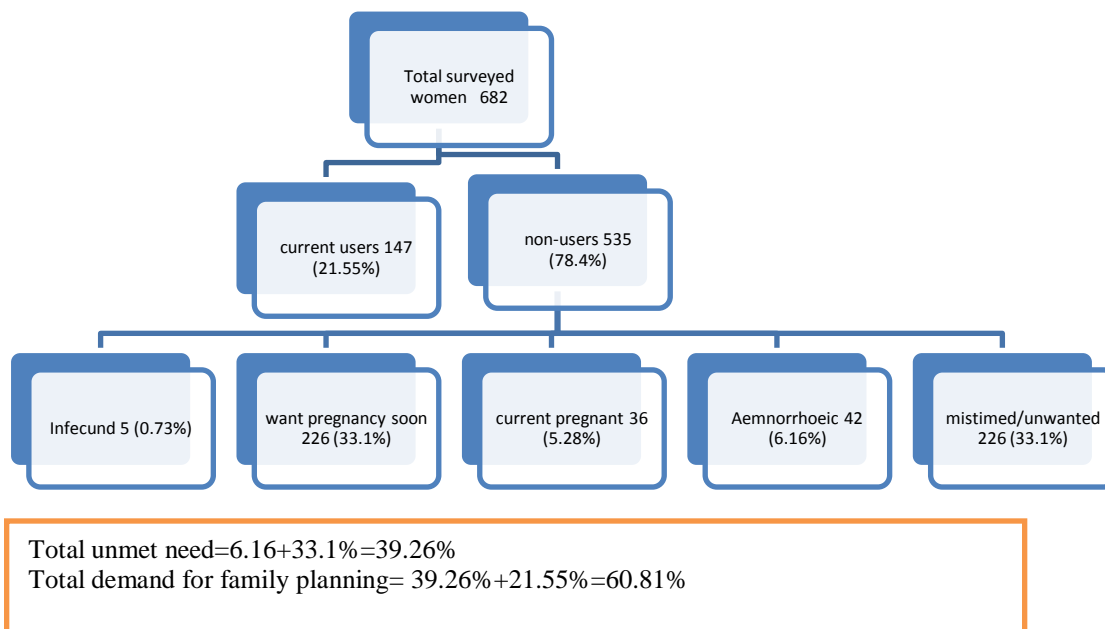 Total surveyed
women 682
current users 147
(21.55%)
non-users 535
(78.4%)
Infecund 5 (0.73%)
want pregnancy soon
226 (33.1%)
current pregnant 36
(5.28%)
Aemnorrhoeic 42
(6.16%)
mistimed/unwanted
226 (33.1%)
Total unmet need=6.16+33.1%=39.26%
Total demand for family planning= 39.26%+21.55%=60.81%